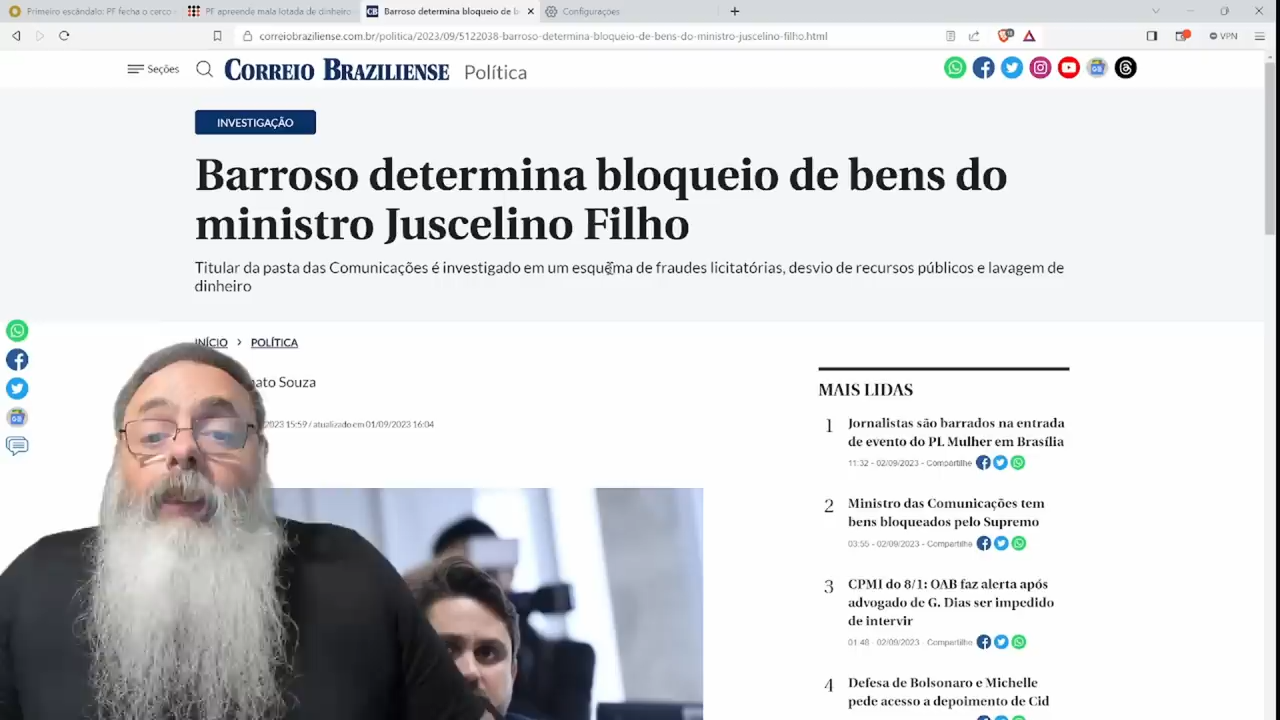 Primeiro escândalo: PF fecha o cerco
PF apreende mala lotada de dinheiro
Barroso determina bloqueio de b
Configurações
correiobraziliense.com.br/politica/2023/09/5122038-barroso-determina-bloqueio-de-bens-do-ministro-juscelino-filho.html
VPN
Seções
CORREIO BRAZILIENSE Política
INVESTIGAÇÃO
Barroso determina bloqueio de bens do
ministro Juscelino Filho
Titular da pasta das Comunicações é investigado em um esquema de fraudes licitatórias, desvio de recursos públicos e lavagem de
dinheiro
INÍCIO > POLÍTICA
ato Souza
2023 15:59 / atualizado em 01/09/2023 16:04
MAIS LIDAS
1 Jornalistas são barrados na entrada
de evento do PL Mulher em Brasília
11:32 - 02/09/2023 - Compartilhe
2 Ministro das Comunicações tem
bens bloqueados pelo Supremo
03:55 - 02/09/2023 - Compartilhe
3 CPMI do 8/1: OAB faz alerta após
advogado de G. Dias ser impedido
de intervir
01:48 - 02/09/2023 - Compartilhe
4 Defesa de Bolsonaro e Michelle
pede acesso a depoimento de Cid